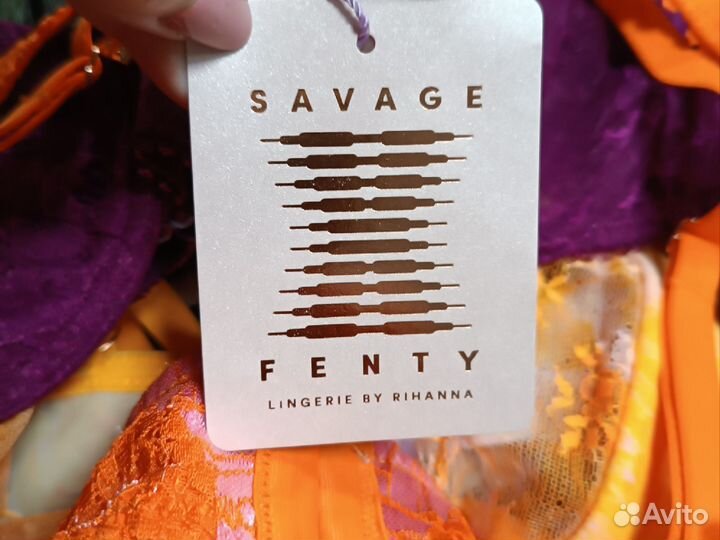 SAVAGE
FENTY
LINGERIE BY RIHANNA
Avito